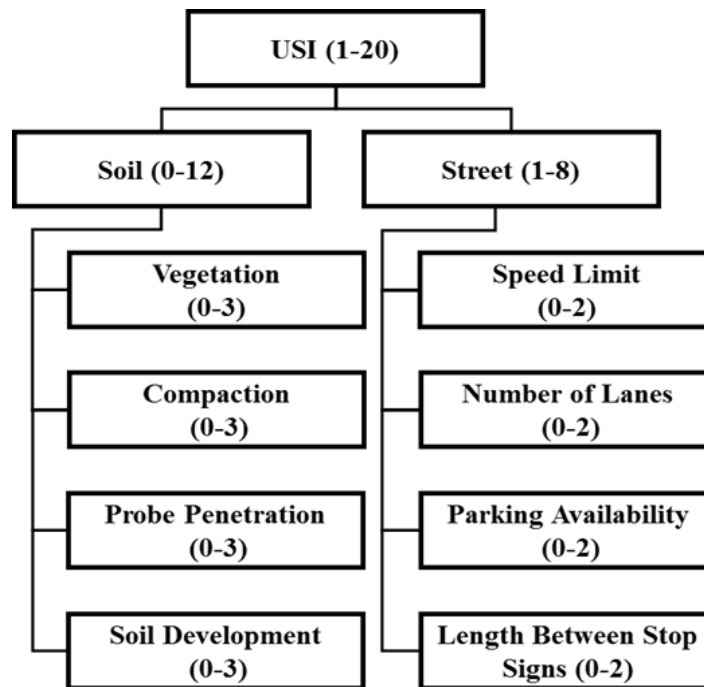 USI (1-20)
Soil (0-12)
Street (1-8)
Vegetation
(0-3)
Compaction
(0-3)
Probe Penetration
(0-3)
Soil Development
(0-3)
Speed Limit
(0-2)
Number of Lanes
(0-2)
Parking Availability
(0-2)
Length Between Stop
Signs (0-2)